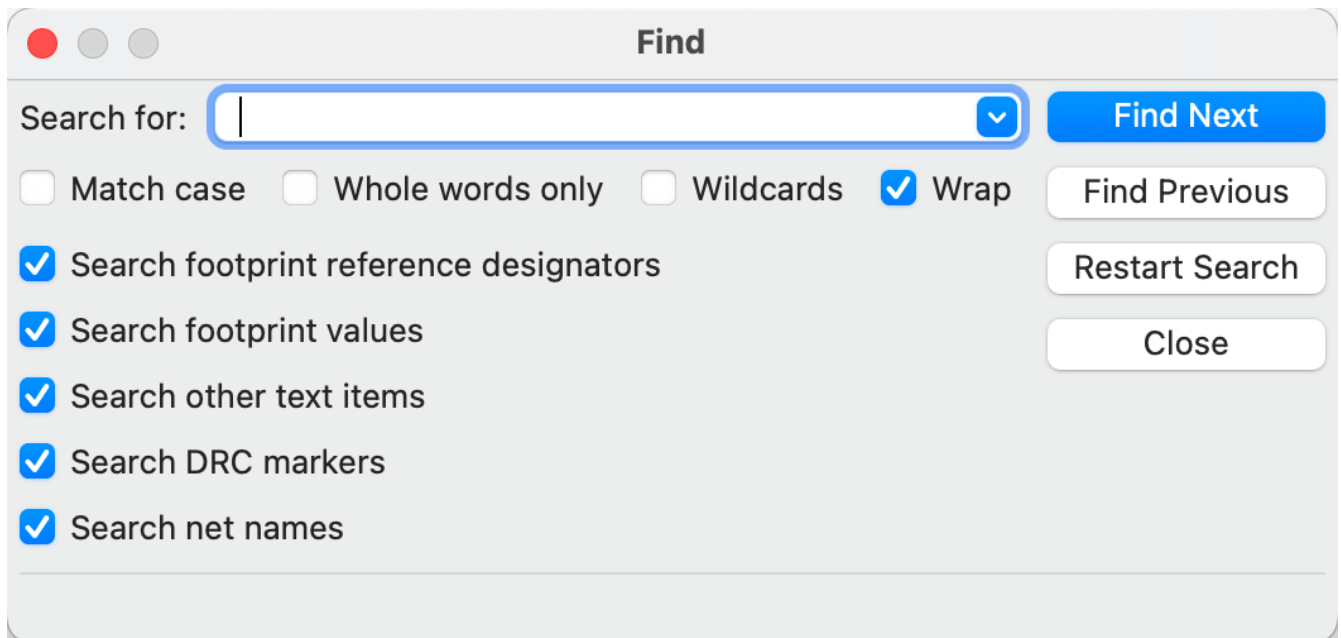 Find
Search for:
Find Next
Match case Whole words only Wildcards Wrap
Find Previous
Search footprint reference designators
Restart Search
Search footprint values
Close
Search other text items
Search DRC markers
Search net names